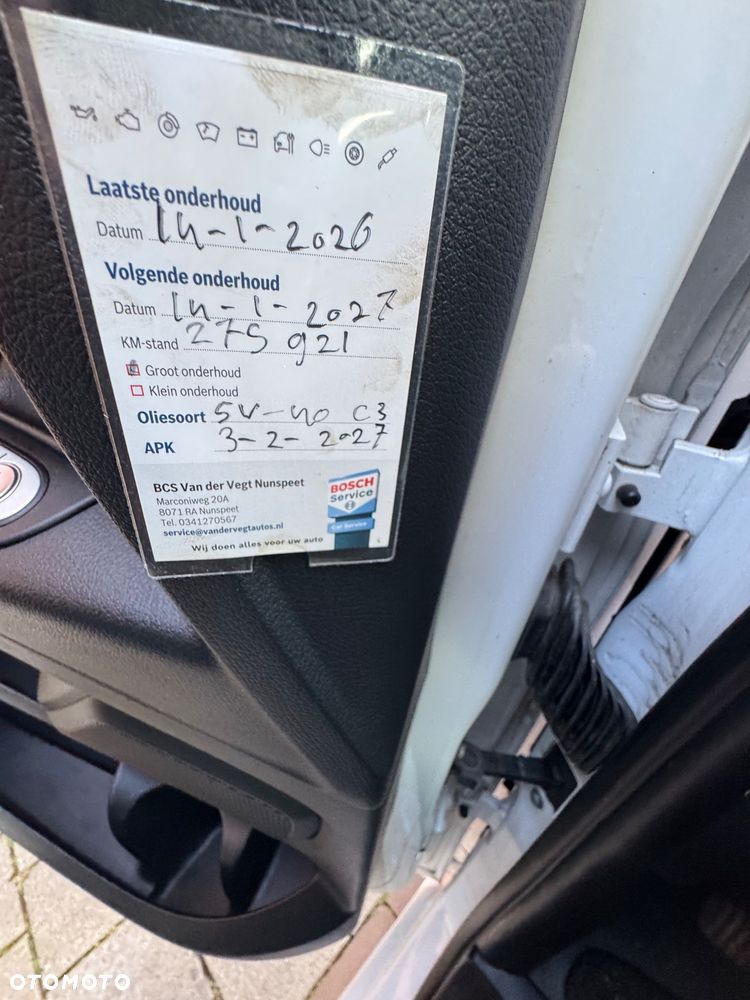 Laatste onderhoud
Datum 14-1-2026
Volgende onderhoud
Datum 14-1-2027
KM-stand 275 921
Groot onderhoud
Klein onderhoud
Oliesoort 5W-40 C3
APK 3-2-2027
BCS Van der Vegt Nunspeet
Marconiweg 20A
8071 RA Nunspeet
Tel. 0341270567
service@vandervegtautos.nl
Wij doen alles voor uw auto
BOSCH
Service
Car Service
OTOMOTO